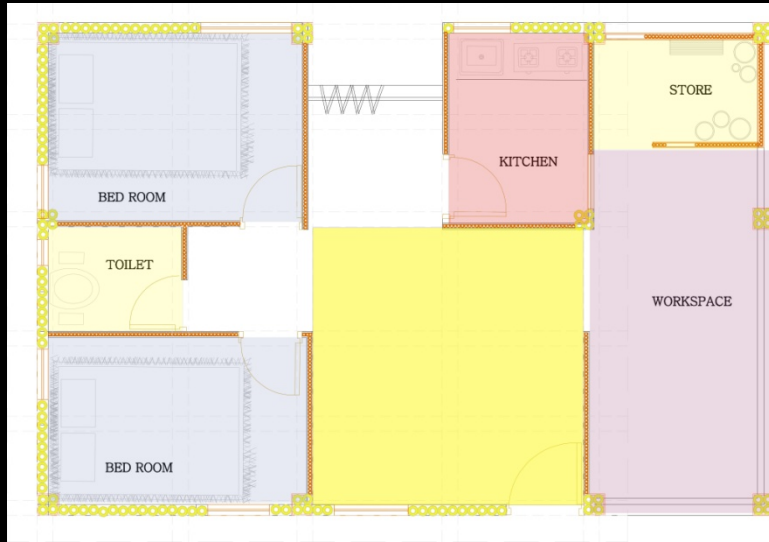 STORE
KITCHEN
BED ROOM
TOILET
WORKSPACE
BED ROOM